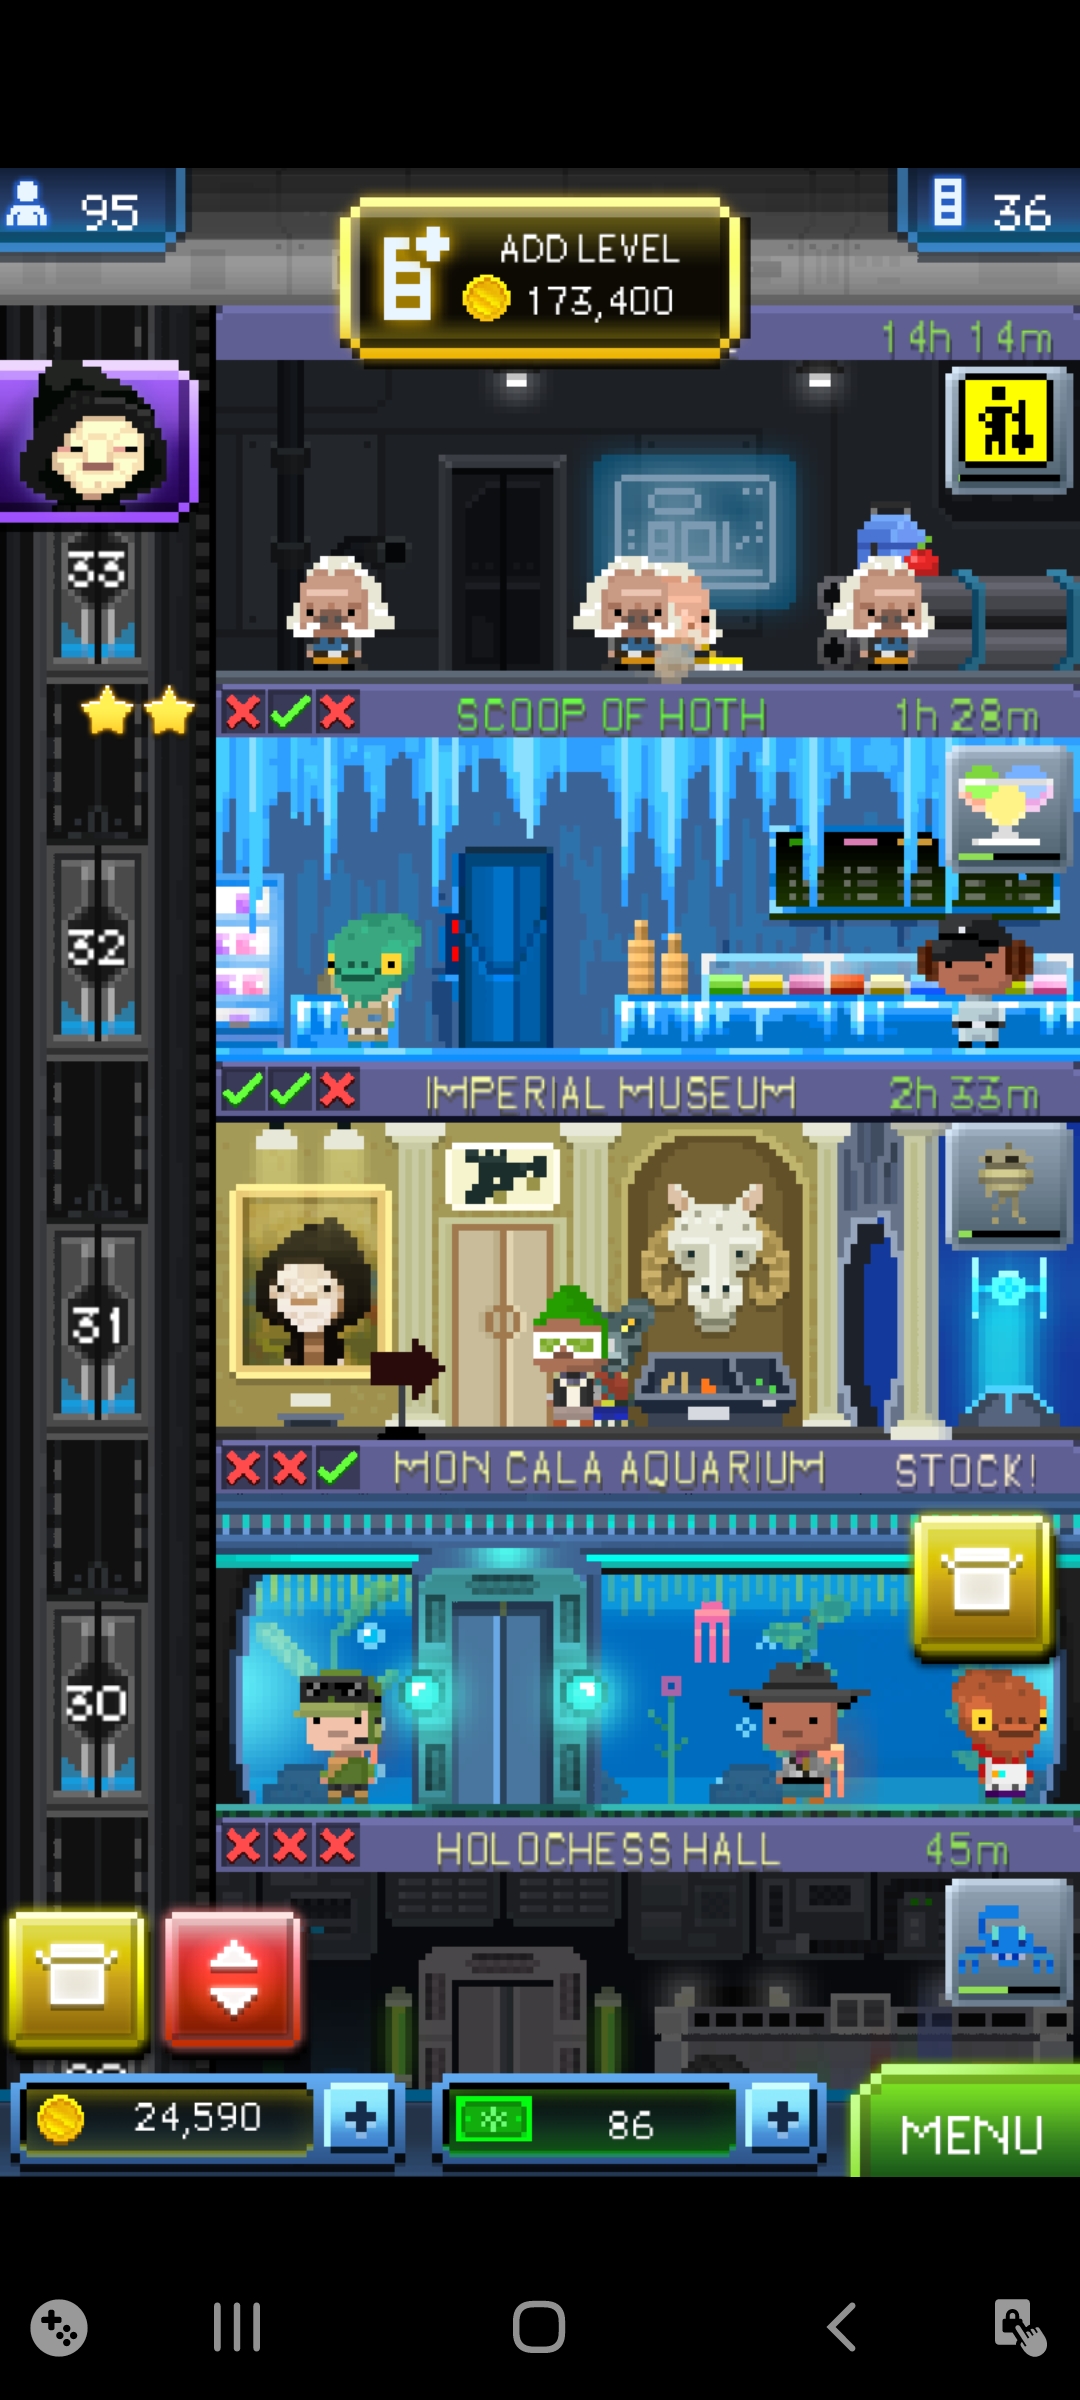 95
ADD LEVEL
173,400
36
14h 14m
33
SCOOP OF HOTH
1h 28m
32
IMPERIAL MUSEUM
2h 33m
31
MON CALA AQUARIUM
STOCK!
30
HOLOCHESS HALL
45m
24,590
86
MENU